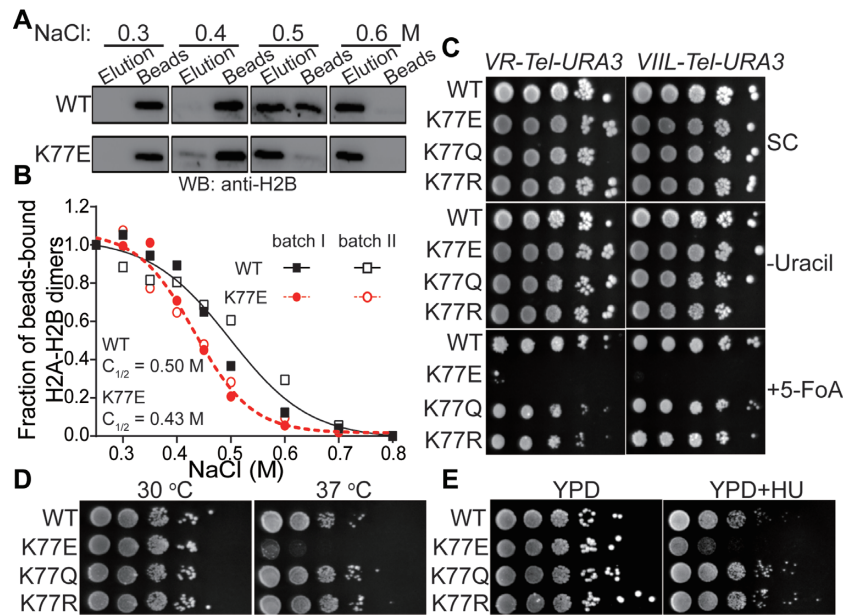 A
NaCl: 0.3 0.4 0.5 0.6 M
Elution Beads Elution Beads Elution Beads Elution Beads
WT
K77E
WB: anti-H2B
B
Fraction of beads-bound
H2A-H2B dimers
1.2
1.0
0.8
0.6
0.4
0.2
0.0
batch I batch II
WT
K77E
WT
C1/2 = 0.50 M
K77E
C1/2 = 0.43 M
0.3 0.4 0.5 0.6 0.7 0.8
NaCl (M)
C
VR-Tel-URA3 VIIL-Tel-URA3
WT
K77E
K77Q
K77R
SC
WT
K77E
K77Q
K77R
-Uracil
WT
K77E
K77Q
K77R
+5-FoA
D
30 °C 37 °C
WT
K77E
K77Q
K77R
E
YPD YPD+HU
WT
K77E
K77Q
K77R